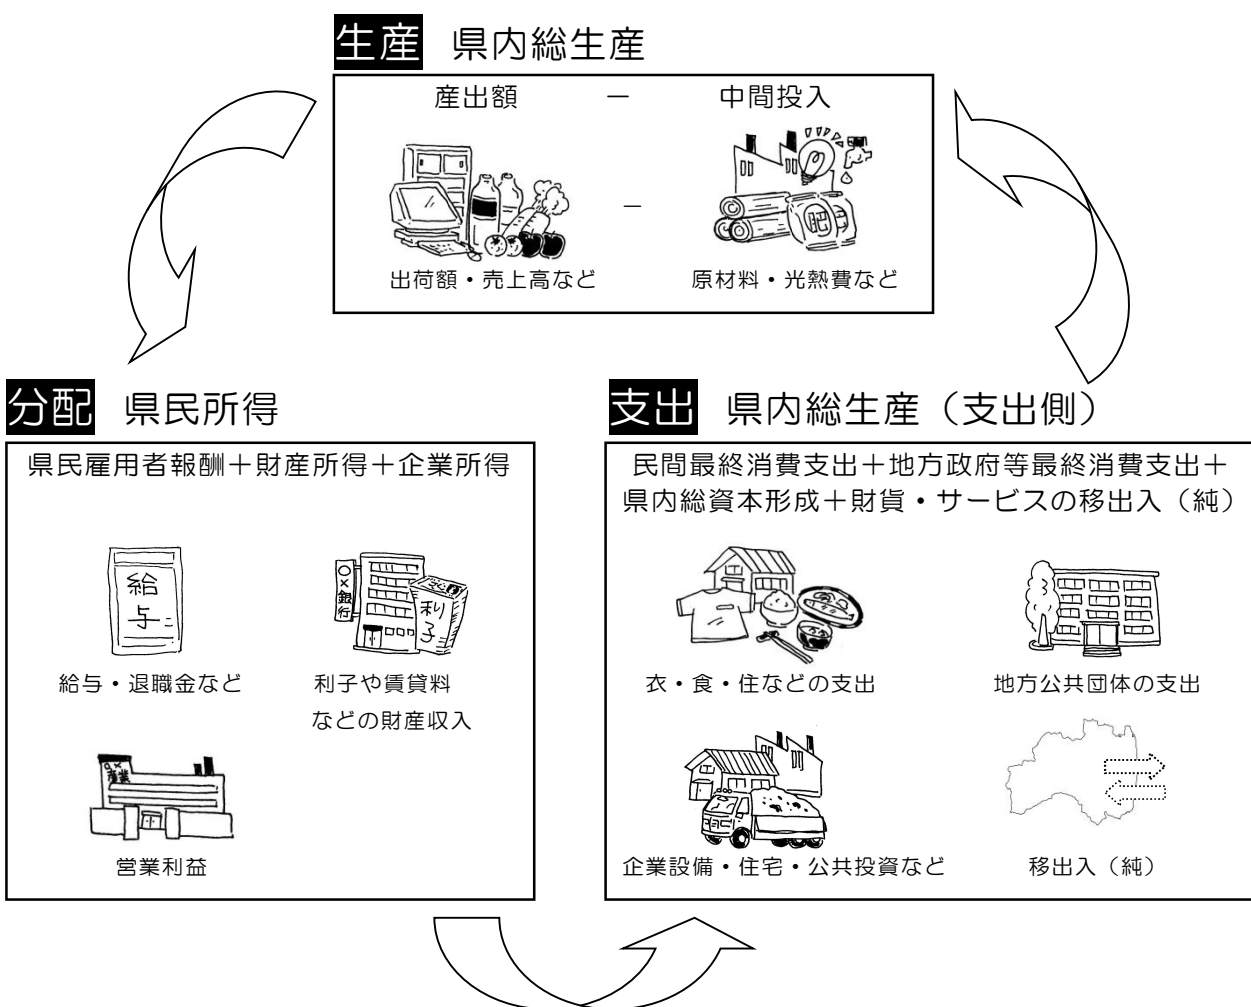 生産 県内総生産
産出額 － 中間投入
－
肥
出荷額・売上高など
原材料・光熱費など
分配 県民所得
県民雇用者報酬＋財産所得＋企業所得
給与
○×銀行
利子
給与・退職金など
利子や賃貸料
などの財産収入
○×産業
営業利益
支出 県内総生産（支出側）
民間最終消費支出＋地方政府等最終消費支出＋
県内総資本形成＋財貨・サービスの移出入（純）
衣・食・住などの支出
地方公共団体の支出
企業設備・住宅・公共投資など
移出入（純）